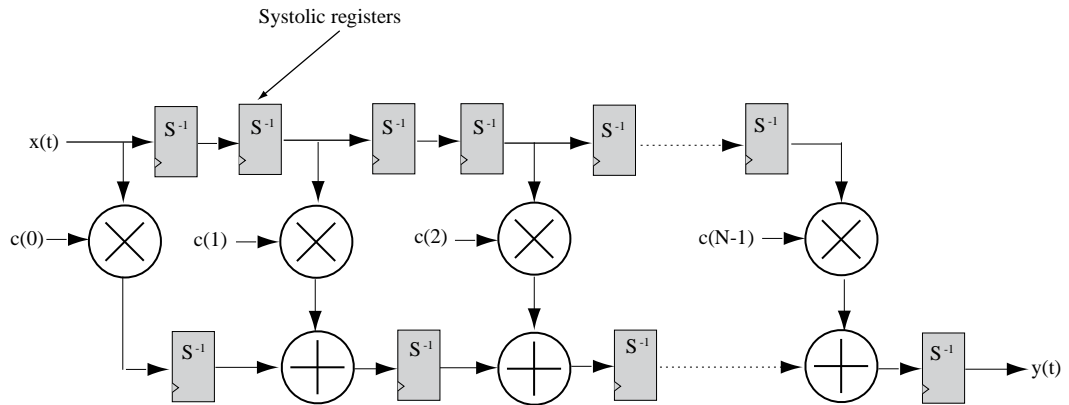 Systolic registers
x(t)
S⁻¹ S⁻¹ S⁻¹ S⁻¹ S⁻¹ S⁻¹
c(0) c(1) c(2) c(N-1)
S⁻¹ S⁻¹ S⁻¹ S⁻¹
y(t)